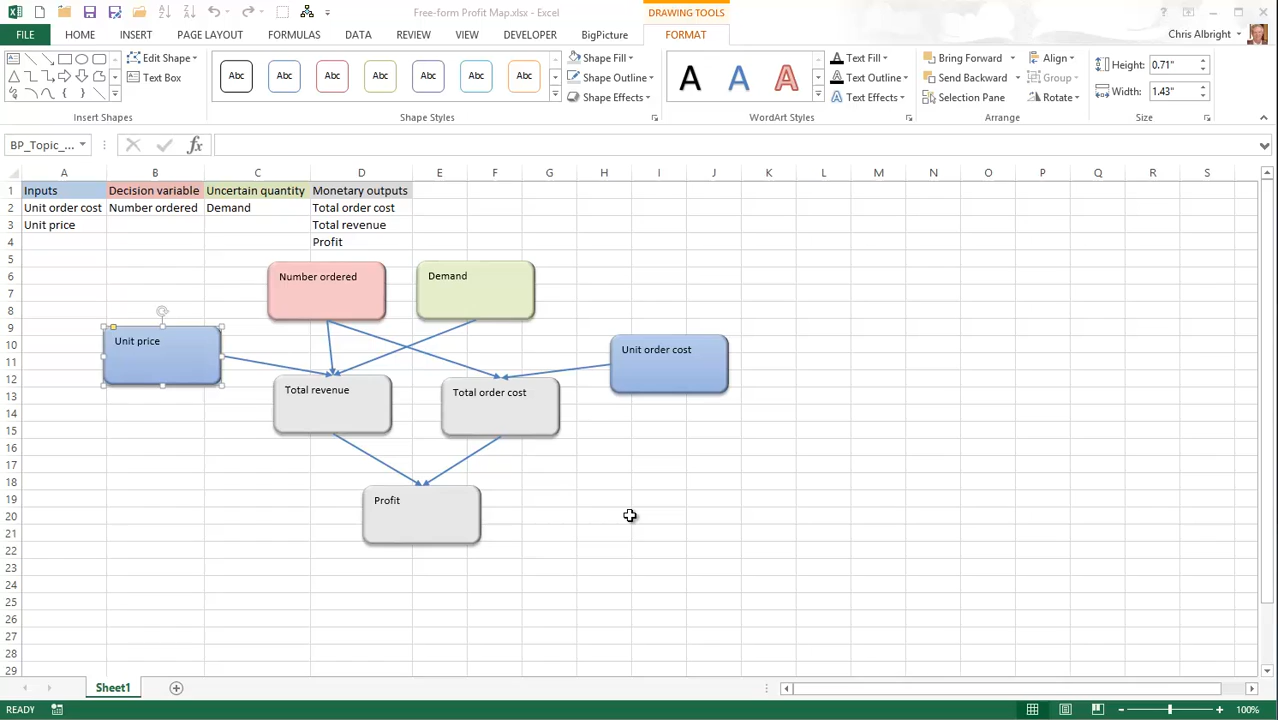 Free-form Profit Map.xlsx - Excel
DRAWING TOOLS
FILE HOME INSERT PAGE LAYOUT FORMULAS DATA REVIEW VIEW DEVELOPER BigPicture FORMAT Chris Albright
Edit Shape
Text Box
Insert Shapes
Abc Abc Abc Abc Abc Abc Abc
Shape Fill
Shape Outline
Shape Effects
Shape Styles
A A A
Text Fill
Text Outline
Text Effects
WordArt Styles
Bring Forward Align
Send Backward Group
Selection Pane Rotate
Arrange
Height: 0.71"
Width: 1.43"
Size
BP_Topic_... fx
A B C D E F G H I J K L M N O P Q R S
1 Inputs Decision variable Uncertain quantity Monetary outputs
2 Unit order cost Number ordered Demand Total order cost
3 Unit price Total revenue
4 Profit
5
6
7
8
9
10
11
12
13
14
15
16
17
18
19
20
21
22
23
24
25
26
27
28
29
Number ordered
Demand
Unit price
Unit order cost
Total revenue
Total order cost
Profit
Sheet1
READY 100%